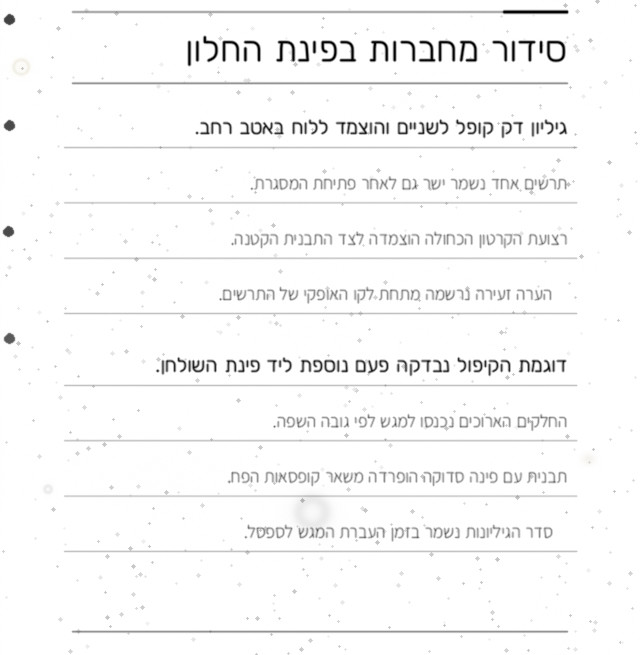 סידור מחברות בפינת החלון
גיליון דק קופל לשניים והוצמד ללוח באטב רחב.
תרשים אחד נשמר ישר גם לאחר פתיחת המסגרת.
רצועת הקרטון הכחולה הוצמדה לצד התבנית הקטנה.
הערה זעירה נרשמה מתחת לקו האופקי של התרשים.
דוגמת הקיפול נבדקה פעם נוספת ליד פינת השולחן.
החלקים הארוכים נכנסו למגש לפי גובה השפה.
תבנית עם פינה סדוקה הופרדה משאר קופסאות הפח.
סדר הגיליונות נשמר בזמן העברת המגש לספסל.